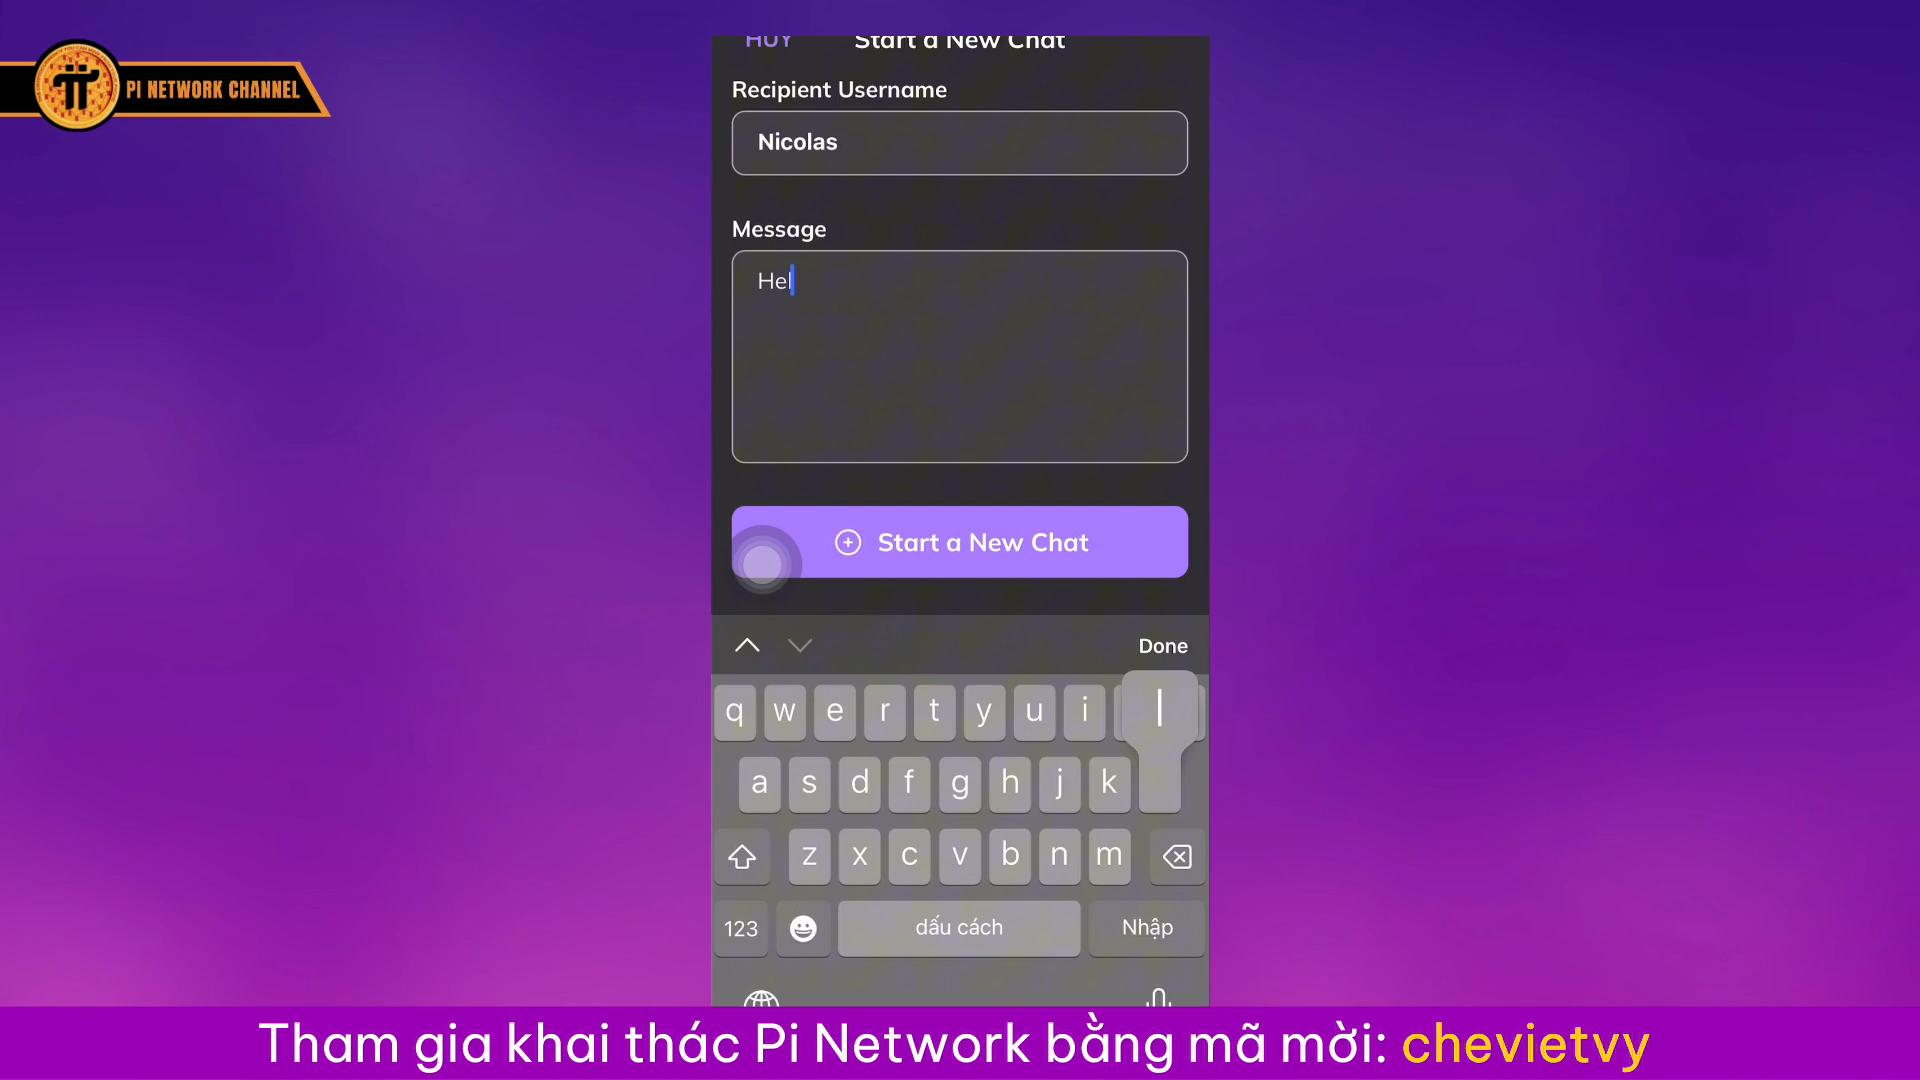 PI NETWORK CHANNEL
HỦY
Start a New Chat
Recipient Username
Nicolas
Message
Hel
Start a New Chat
Done
q w e r t y u i l
a s d f g h j k
z x c v b n m
123
dấu cách
Nhập
Tham gia khai thác Pi Network bằng mã mời: chevietvy